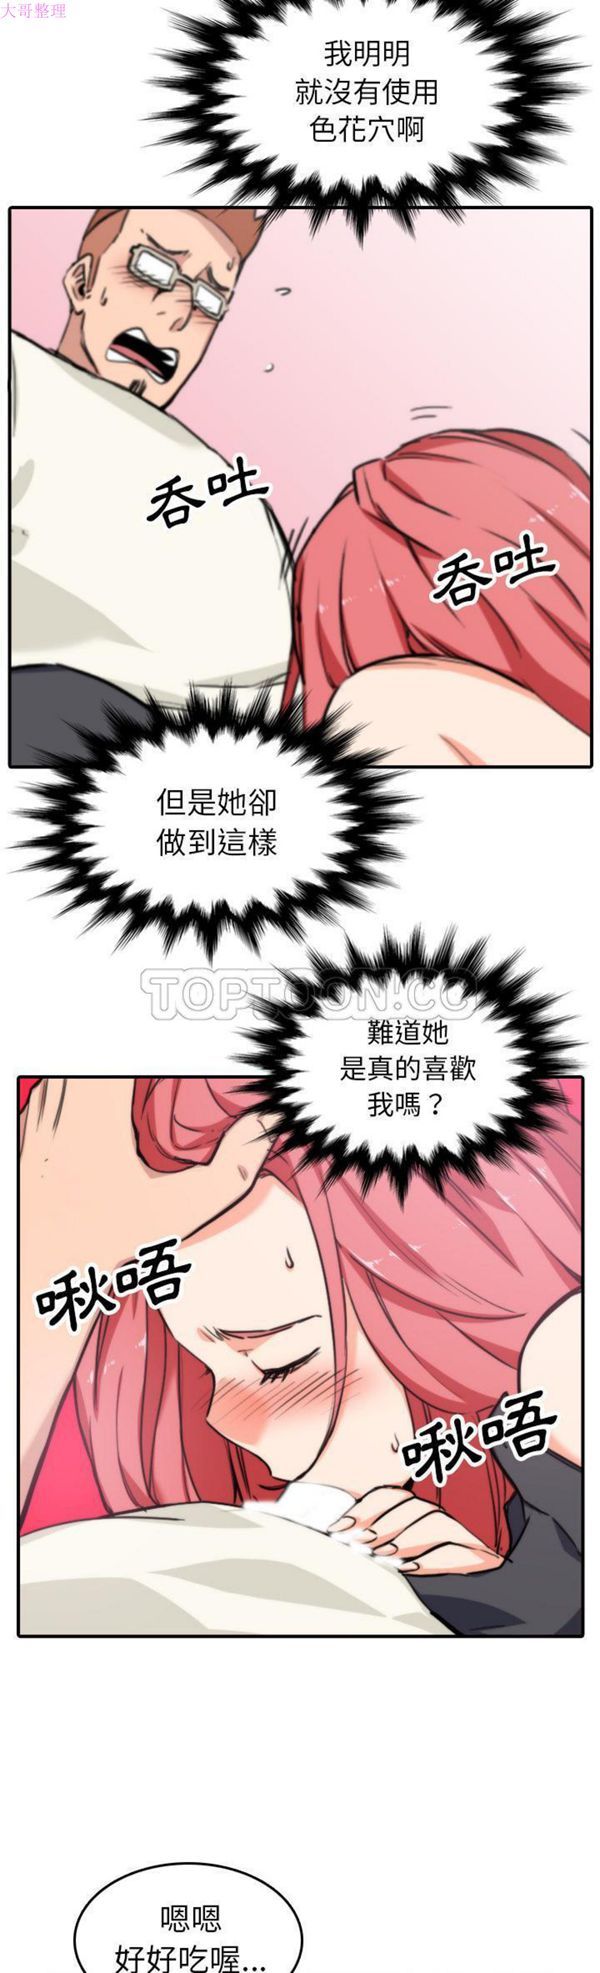 大哥整理
我明明
就沒有使用
色花穴啊
吞吐
吞吐
但是她卻
做到這樣
TOPTOON.CC
難道她
是真的喜歡
我嗎？
啾唔
啾唔
嗯嗯
好好吃喔...